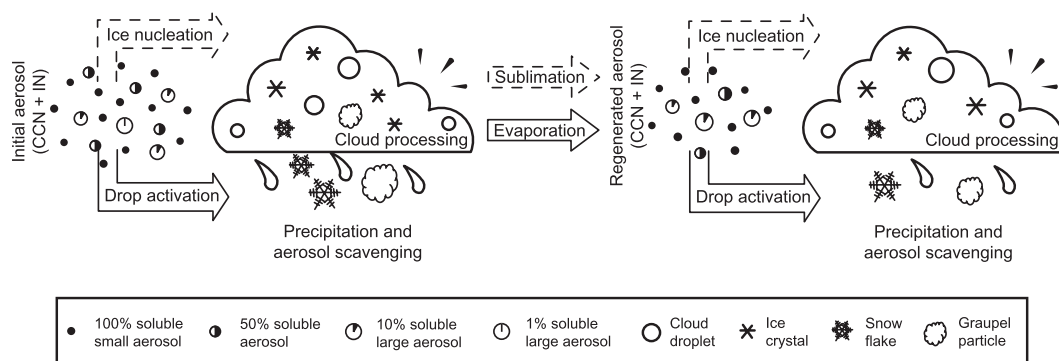 Initial aerosol
(CCN + IN)
Ice nucleation
Drop activation
Cloud processing
Precipitation and
aerosol scavenging
Sublimation
Evaporation
Regenerated aerosol
(CCN + IN)
Ice nucleation
Drop activation
Cloud processing
Precipitation and
aerosol scavenging
100% soluble
small aerosol
50% soluble
aerosol
10% soluble
large aerosol
1% soluble
large aerosol
Cloud
droplet
Ice
crystal
Snow
flake
Graupel
particle